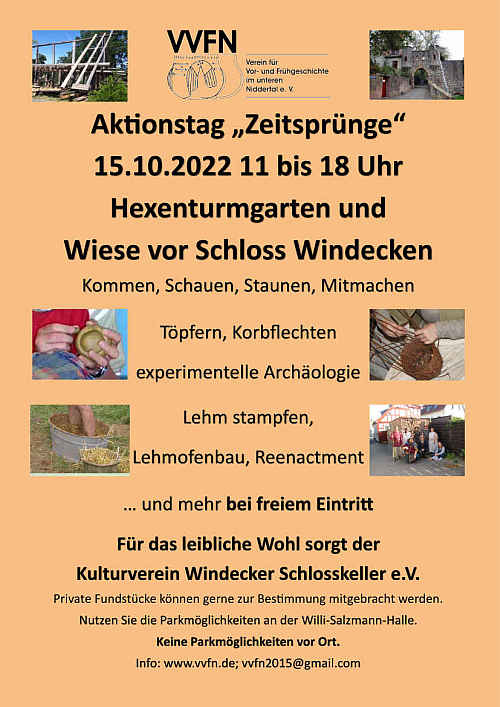 VVFN
Verein für
Vor- und Frühgeschichte
im unteren
Niddertal e. V.
Aktionstag „Zeitsprünge“
15.10.2022 11 bis 18 Uhr
Hexenturmgarten und
Wiese vor Schloss Windecken
Kommen, Schauen, Staunen, Mitmachen
Töpfern, Korbflechten
experimentelle Archäologie
Lehm stampfen,
Lehmofenbau, Reenactment
... und mehr bei freiem Eintritt
Für das leibliche Wohl sorgt der
Kulturverein Windecker Schlosskeller e.V.
Private Fundstücke können gerne zur Bestimmung mitgebracht werden.
Nutzen Sie die Parkmöglichkeiten an der Willi-Salzmann-Halle.
Keine Parkmöglichkeiten vor Ort.
Info: www.vvfn.de; vvfn2015@gmail.com